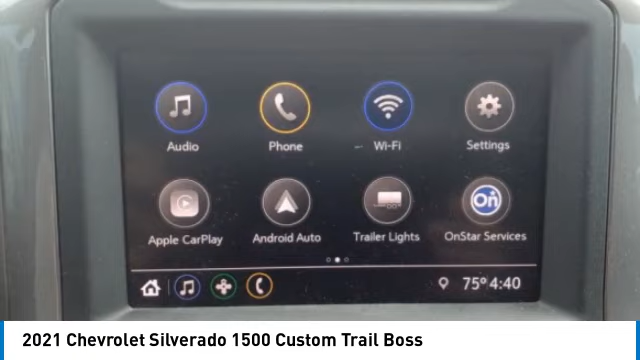 Audio Phone Wi-Fi Settings
Apple CarPlay Android Auto Trailer Lights OnStar Services
On
75° 4:40
2021 Chevrolet Silverado 1500 Custom Trail Boss